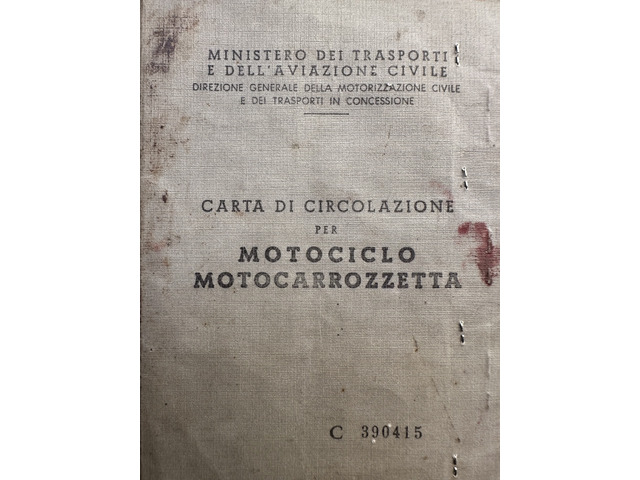 MINISTERO DEI TRASPORTI
E DELL'AVIAZIONE CIVILE
DIREZIONE GENERALE DELLA MOTORIZZAZIONE CIVILE
E DEI TRASPORTI IN CONCESSIONE
CARTA DI CIRCOLAZIONE
PER
MOTOCICLO
MOTOCARROZZETTA
C 390415